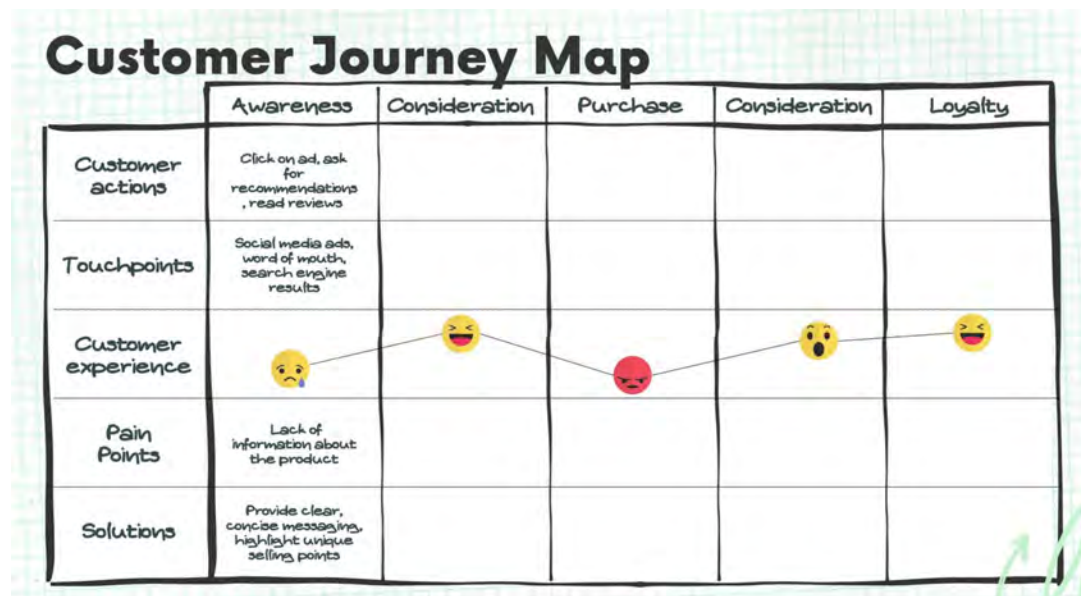 Customer Journey Map
Awareness
Consideration
Purchase
Consideration
Loyalty
Customer
actions
Click on ad, ask
for
recommendations
, read reviews
Touchpoints
Social media ads,
word of mouth,
search engine
results
Customer
experience
Pain
Points
Lack of
information about
the product
Solutions
Provide clear,
concise messaging,
highlight unique
selling points